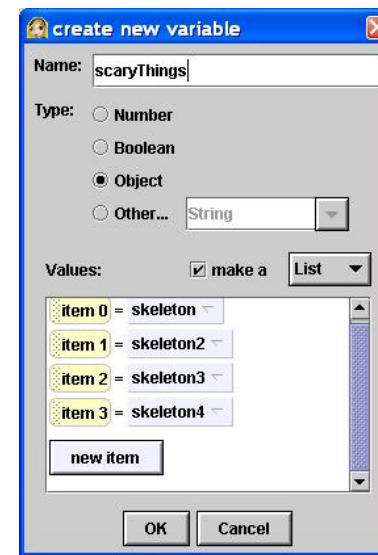 create new variable
Name: scaryThings
Type: Number
Boolean
Object
Other... String
Values: make a List
item 0 = skeleton
item 1 = skeleton2
item 2 = skeleton3
item 3 = skeleton4
new item
OK Cancel